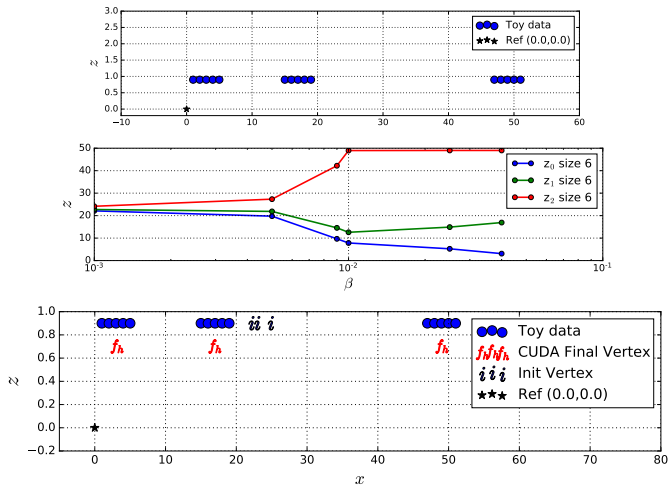 3.0
2.5
2.0
1.5
1.0
0.5
0.0
z
−10 0 10 20 30 40 50 60
Toy data
Ref (0.0,0.0)
50
40
30
20
10
0
z
10⁻³ 10⁻² 10⁻¹
β
z₀ size 6
z₁ size 6
z₂ size 6
1.0
0.8
0.6
0.4
0.2
0.0
−0.2
z
iii
f_h f_h f_h
0 10 20 30 40 50 60 70 80
x
Toy data
f_h f_h f_h CUDA Final Vertex
i i i Init Vertex
Ref (0.0,0.0)